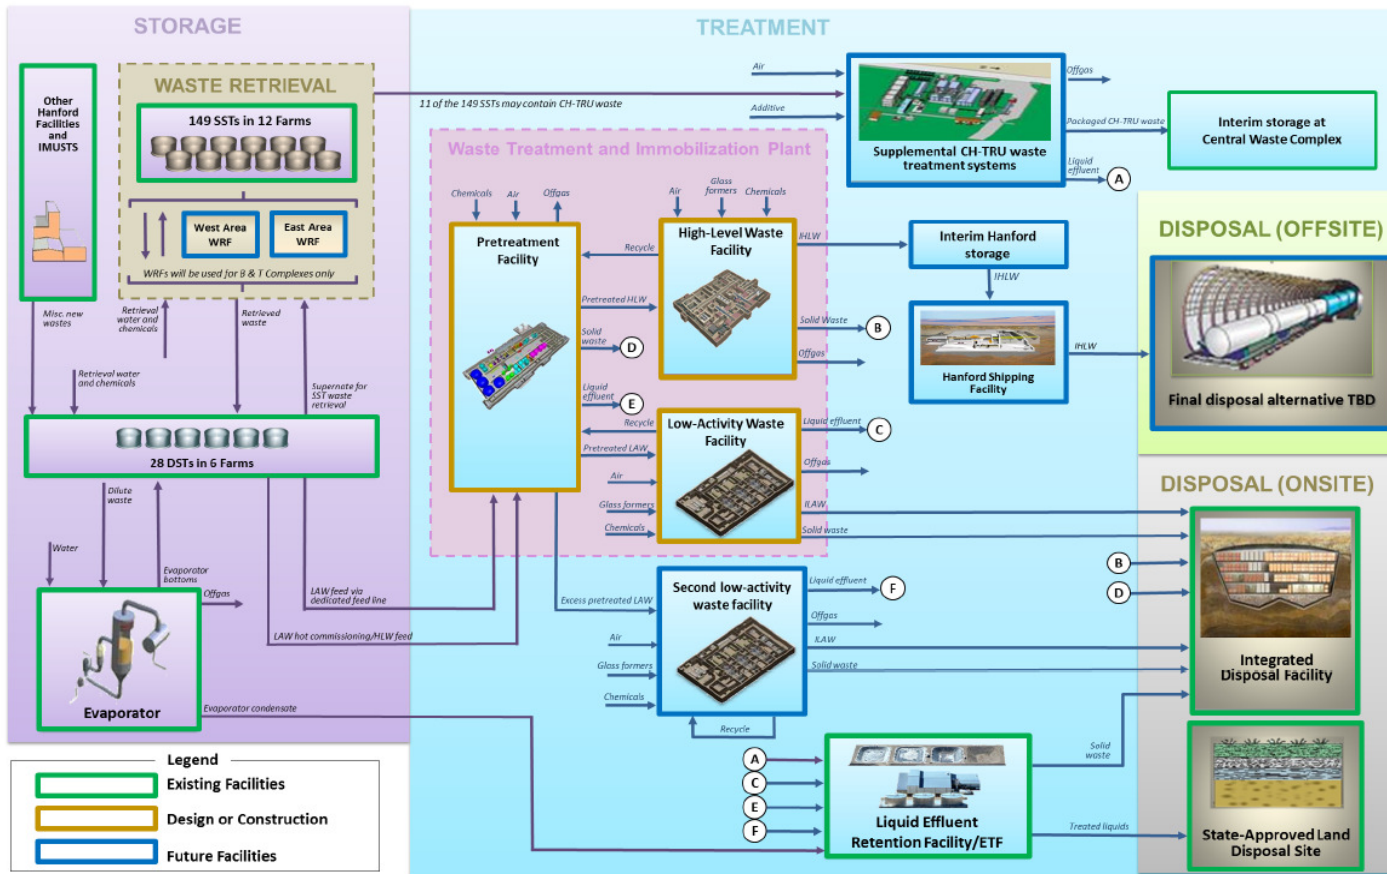 STORAGE
TREATMENT
Other
Hanford
Facilities
and
IMUSTS
WASTE RETRIEVAL
149 SSTs in 12 Farms
West Area
WRF
East Area
WRF
WRFs will be used for B & T Complexes only
11 of the 149 SSTs may contain CH-TRU waste
Misc. new
wastes
Retrieval
water and
chemicals
Retrieved
waste
Retrieval water
and chemicals
Supernate for
SST waste
retrieval
28 DSTs in 6 Farms
Dilute
waste
Water
Evaporator
bottoms
Offgas
Evaporator
LAW feed via
dedicated feed line
LAW hot commissioning/HLW feed
Evaporator condensate
Air
Additive
Supplemental CH-TRU waste
treatment systems
Offgas
Packaged CH-TRU waste
Liquid
effluent
A
Interim storage at
Central Waste Complex
Waste Treatment and Immobilization Plant
Chemicals
Air
Offgas
Pretreatment
Facility
Air
Glass
formers
Chemicals
High-Level Waste
Facility
Recycle
Pretreated HLW
Solid
waste
D
Liquid
effluent
E
Recycle
Pretreated LAW
IHLW
Solid Waste
B
Offgas
Interim Hanford
storage
IHLW
Hanford Shipping
Facility
IHLW
Low-Activity Waste
Facility
Air
Glass formers
Chemicals
Liquid effluent
C
Offgas
ILAW
Solid waste
Excess pretreated LAW
Second low-activity
waste facility
Air
Glass formers
Chemicals
Recycle
Liquid effluent
F
Offgas
ILAW
Solid waste
A
C
E
F
Liquid Effluent
Retention Facility/ETF
Solid
waste
Treated liquids
DISPOSAL (OFFSITE)
Final disposal alternative TBD
DISPOSAL (ONSITE)
B
D
Integrated
Disposal Facility
State-Approved Land
Disposal Site
Legend
Existing Facilities
Design or Construction
Future Facilities